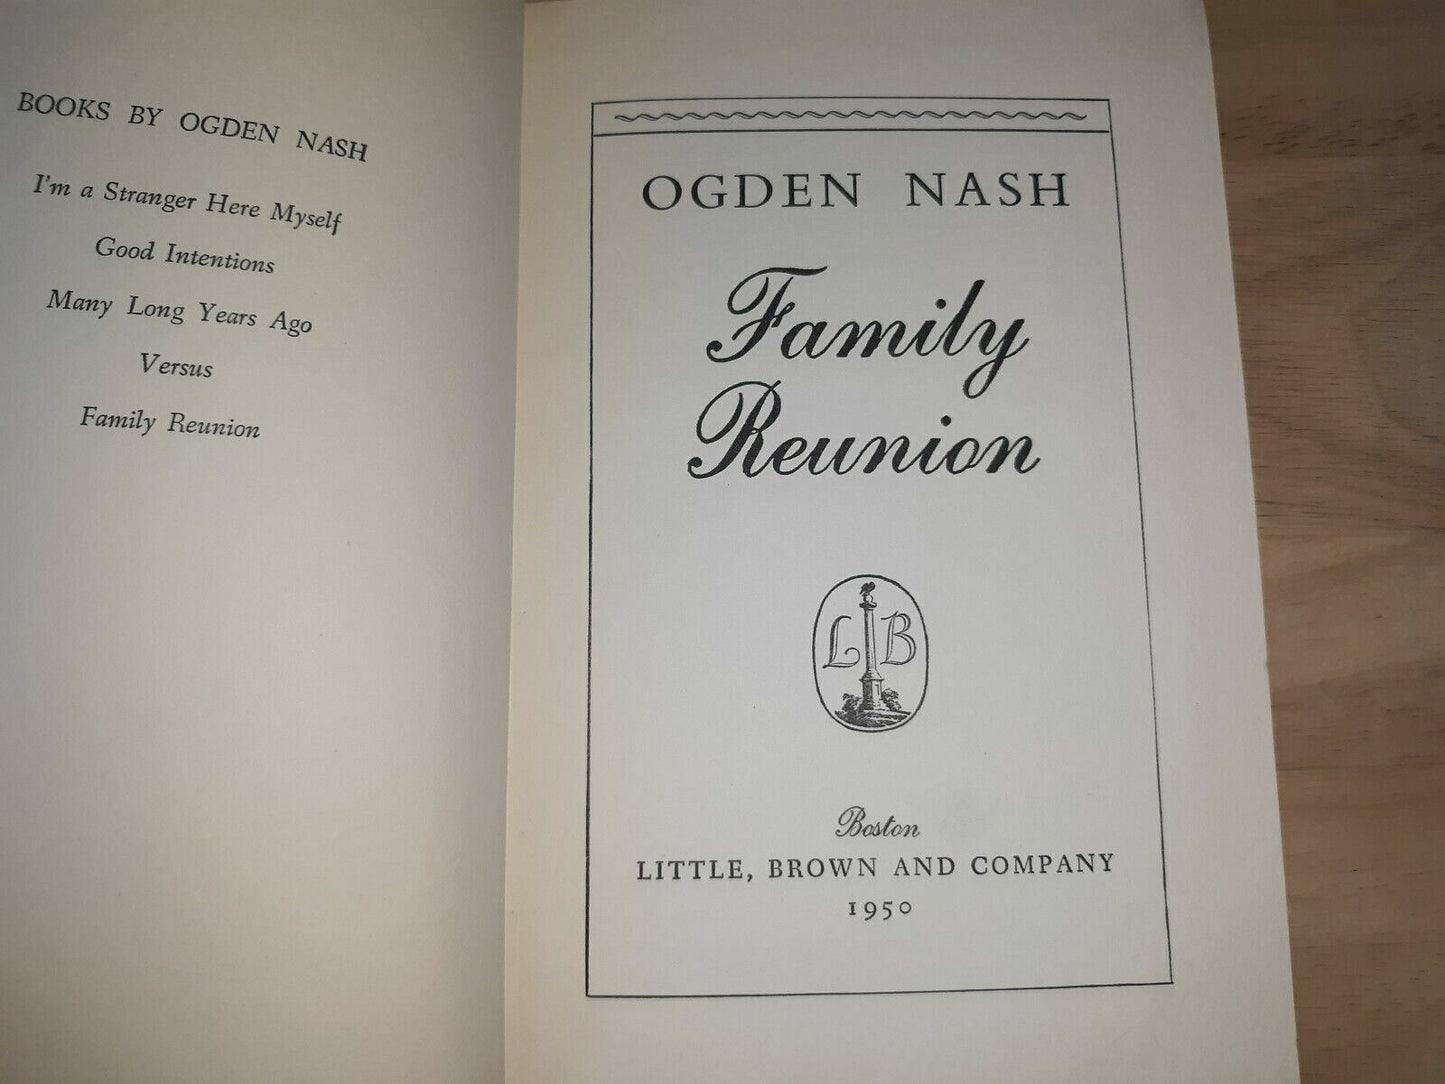 BOOKS BY OGDEN NASH
I'm a Stranger Here Myself
Good Intentions
Many Long Years Ago
Versus
Family Reunion
OGDEN NASH
Family
Reunion
L B
Boston
LITTLE, BROWN AND COMPANY
1950